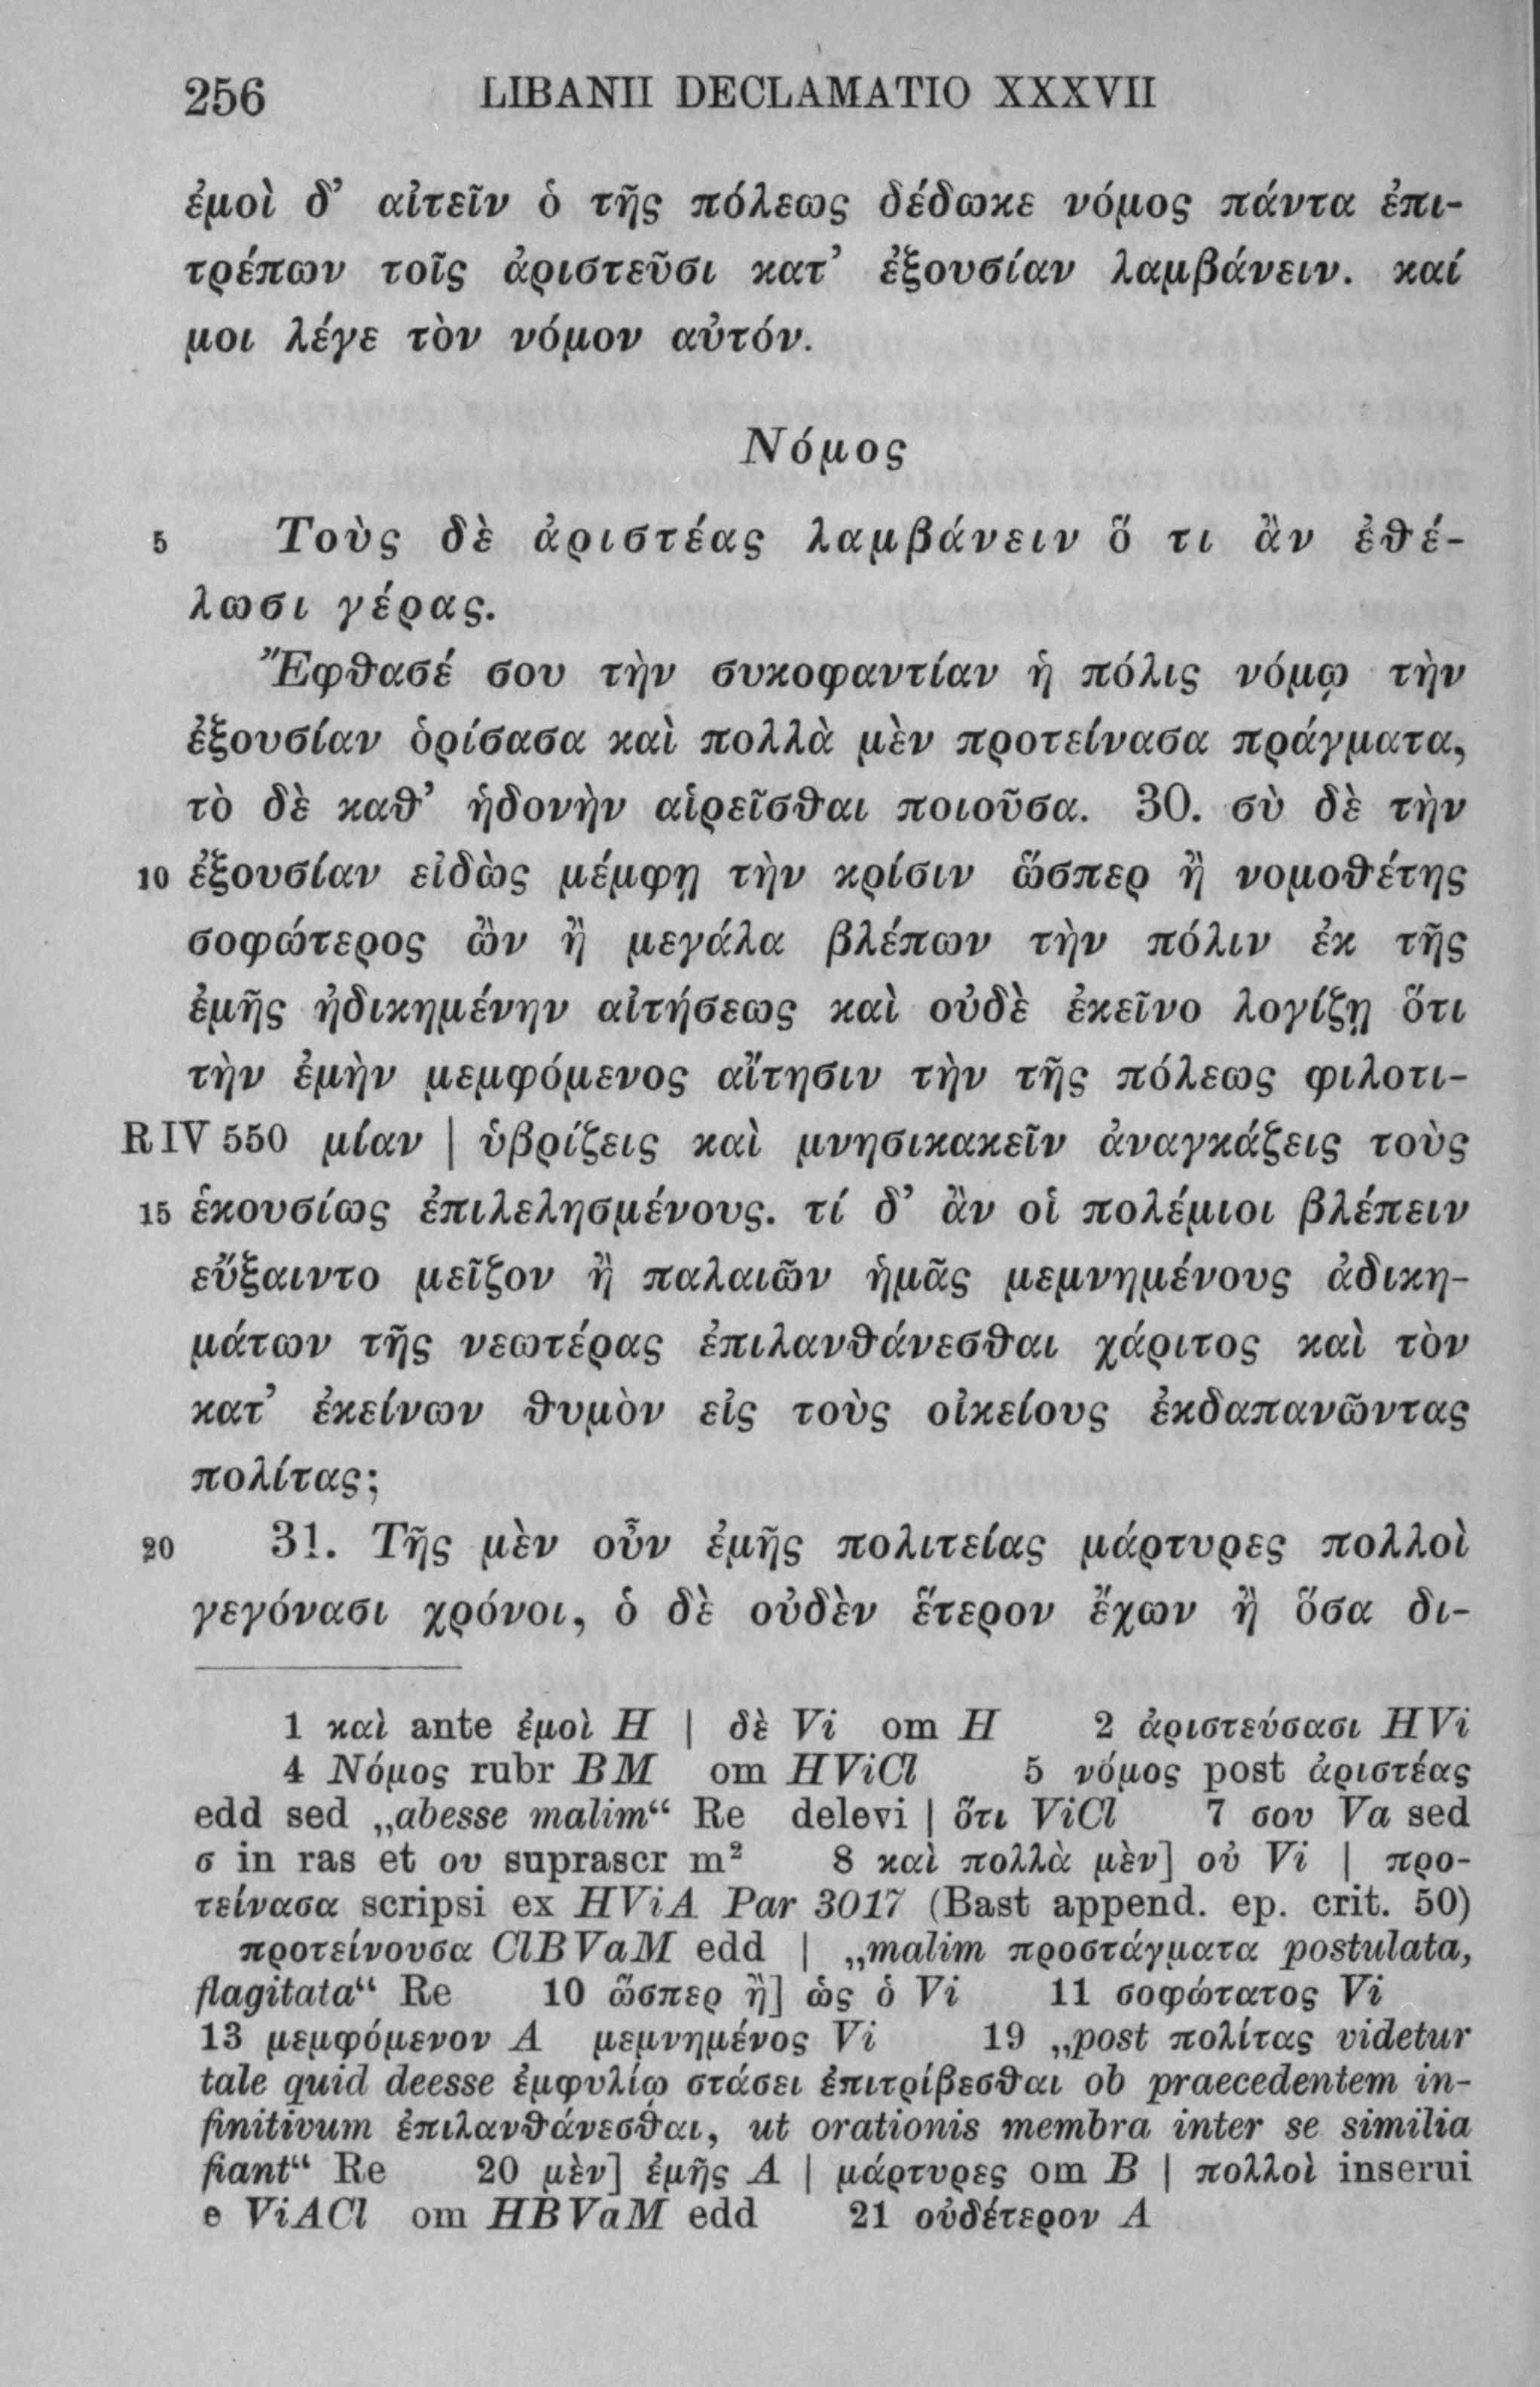 256 LIBANII DECLAMATIO XXXVII
ἐμοὶ δ’ αἰτεῖν ὁ τῆς πόλεως δέδωκε νόμος πάντα ἐπι-
τρέπων τοῖς ἀριστεῦσι κατ’ ἐξουσίαν λαμβάνειν. καί
μοι λέγε τὸν νόμον αὐτόν.
Νόμος
5 Τοὺς δὲ ἀριστέας λαμβάνειν ὅ τι ἂν ἐθέ-
λωσι γέρας.
Ἔφθασέ σου τὴν συκοφαντίαν ἡ πόλις νόμῳ τὴν
ἐξουσίαν ὁρίσασα καὶ πολλὰ μὲν προτείνασα πράγματα,
τὸ δὲ καθ’ ἡδονὴν αἱρεῖσθαι ποιοῦσα. 30. σὺ δὲ τὴν
10 ἐξουσίαν εἰδὼς μέμφῃ τὴν κρίσιν ὥσπερ ἢ νομοθέτης
σοφώτερος ὢν ἢ μεγάλα βλέπων τὴν πόλιν ἐκ τῆς
ἐμῆς ἠδικημένην αἰτήσεως καὶ οὐδὲ ἐκεῖνο λογίζῃ ὅτι
τὴν ἐμὴν μεμφόμενος αἴτησιν τὴν τῆς πόλεως φιλοτι-
R IV 550 μίαν | ὑβρίζεις καὶ μνησικακεῖν ἀναγκάζεις τοὺς
15 ἑκουσίως ἐπιλελησμένους. τί δ’ ἂν οἱ πολέμιοι βλέπειν
εὔξαιντο μεῖζον ἢ παλαιῶν ἡμᾶς μεμνημένους ἀδικη-
μάτων τῆς νεωτέρας ἐπιλανθάνεσθαι χάριτος καὶ τὸν
κατ’ ἐκείνων θυμὸν εἰς τοὺς οἰκείους ἐκδαπανῶντας
πολίτας;
20 31. Τῆς μὲν οὖν ἐμῆς πολιτείας μάρτυρες πολλοὶ
γεγόνασι χρόνοι, ὁ δὲ οὐδὲν ἕτερον ἔχων ἢ ὅσα δι-
1 καὶ ante ἐμοὶ H | δὲ Vi om H 2 ἀριστεύσασι HVi
4 Νόμος rubr BM om HViCl 5 νόμος post ἀριστέας
edd sed „abesse malim“ Re delevi | ὅτι ViCl 7 σου Va sed
σ in ras et ου suprascr m² 8 καὶ πολλὰ μὲν] οὐ Vi | προ-
τείνασα scripsi ex HViA Par 3017 (Bast append. ep. crit. 50)
προτείνουσα ClBVaM edd | „malim προστάγματα postulata,
flagitata“ Re 10 ὥσπερ ἢ] ὡς ὁ Vi 11 σοφώτατος Vi
13 μεμφόμενον A μεμνημένος Vi 19 „post πολίτας videtur
tale quid deesse ἐμφυλίῳ στάσει ἐπιτρίβεσθαι ob praecedentem in-
finitivum ἐπιλανθάνεσθαι, ut orationis membra inter se similia
fiant“ Re 20 μὲν] ἐμῆς A | μάρτυρες om B | πολλοὶ inserui
e ViACl om HBVaM edd 21 οὐδέτερον A